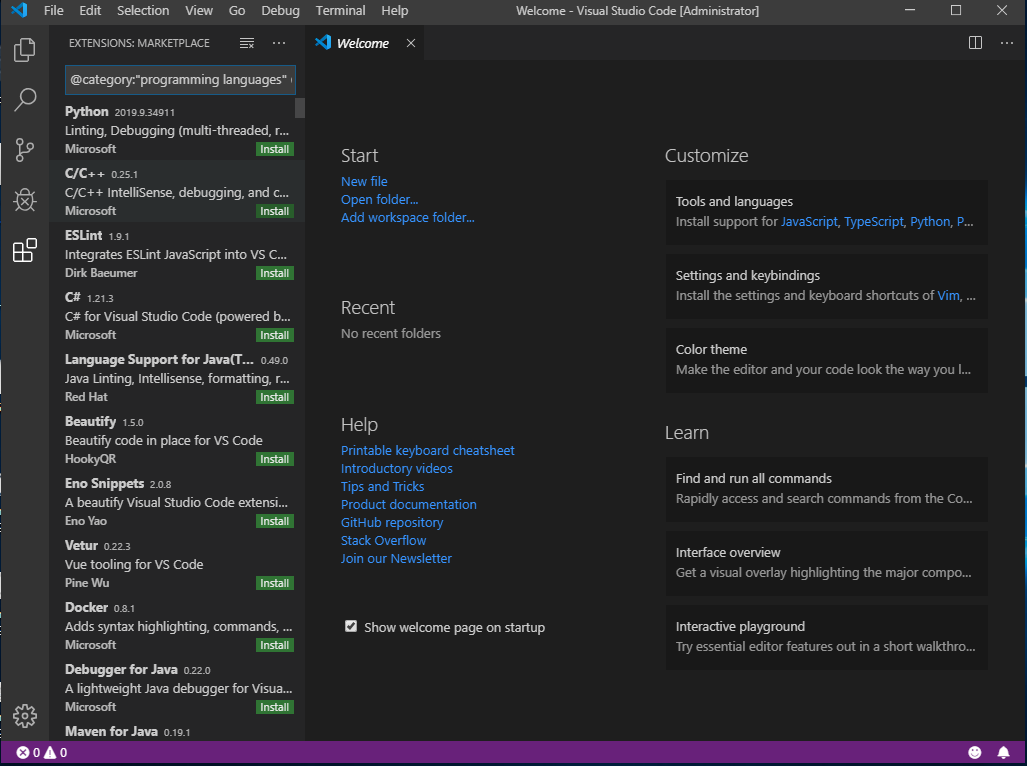 File Edit Selection View Go Debug Terminal Help
Welcome - Visual Studio Code [Administrator]
EXTENSIONS: MARKETPLACE
Welcome
@category:"programming languages"
Python 2019.9.34911
Linting, Debugging (multi-threaded, r...
Microsoft
Install
C/C++ 0.25.1
C/C++ IntelliSense, debugging, and c...
Microsoft
Install
ESLint 1.9.1
Integrates ESLint JavaScript into VS C...
Dirk Baeumer
Install
C# 1.21.3
C# for Visual Studio Code (powered b...
Microsoft
Install
Language Support for Java(T... 0.49.0
Java Linting, Intellisense, formatting, r...
Red Hat
Install
Beautify 1.5.0
Beautify code in place for VS Code
HookyQR
Install
Eno Snippets 2.0.8
A beautify Visual Studio Code extensi...
Eno Yao
Install
Vetur 0.22.3
Vue tooling for VS Code
Pine Wu
Install
Docker 0.8.1
Adds syntax highlighting, commands, ...
Microsoft
Install
Debugger for Java 0.22.0
A lightweight Java debugger for Visua...
Microsoft
Install
Maven for Java 0.19.1
Start
New file
Open folder...
Add workspace folder...
Recent
No recent folders
Help
Printable keyboard cheatsheet
Introductory videos
Tips and Tricks
Product documentation
GitHub repository
Stack Overflow
Join our Newsletter
Show welcome page on startup
Customize
Tools and languages
Install support for JavaScript, TypeScript, Python, P...
Settings and keybindings
Install the settings and keyboard shortcuts of Vim, ...
Color theme
Make the editor and your code look the way you l...
Learn
Find and run all commands
Rapidly access and search commands from the Co...
Interface overview
Get a visual overlay highlighting the major compo...
Interactive playground
Try essential editor features out in a short walkthro...
0 0